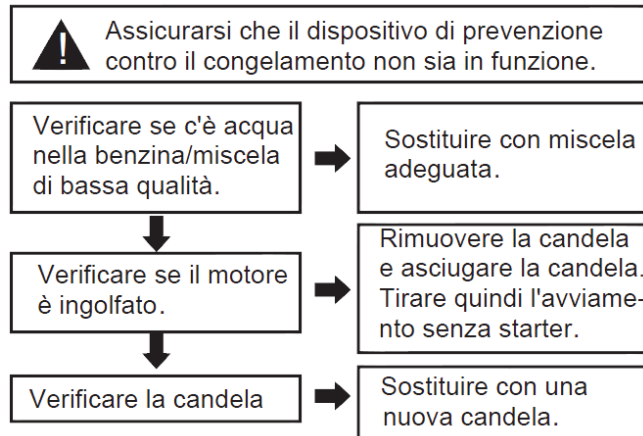 Assicurarsi che il dispositivo di prevenzione
contro il congelamento non sia in funzione.
Verificare se c'è acqua
nella benzina/miscela
di bassa qualità.
Sostituire con miscela
adeguata.
Verificare se il motore
è ingolfato.
Rimuovere la candela
e asciugare la candela.
Tirare quindi l'avviame-
nto senza starter.
Verificare la candela
Sostituire con una
nuova candela.